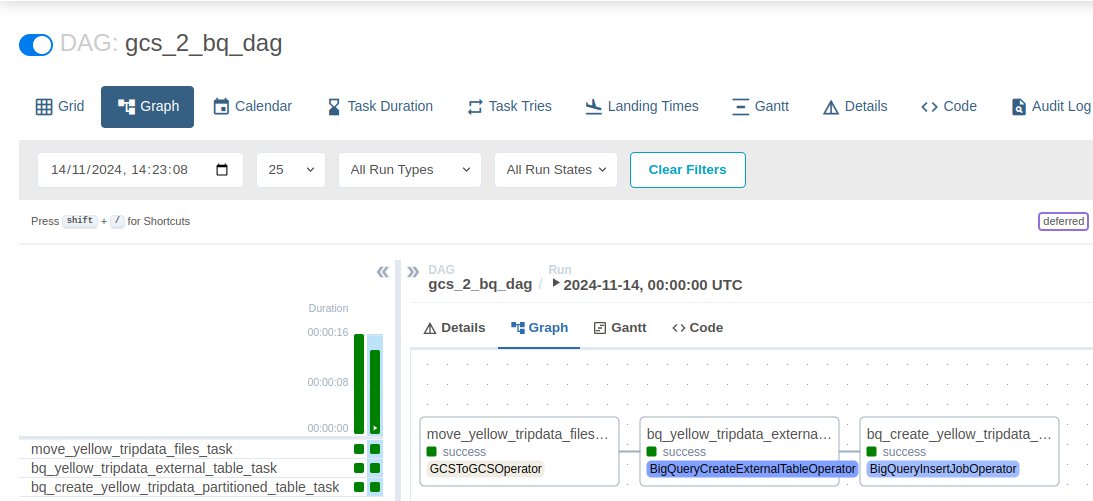 DAG: gcs_2_bq_dag
Grid Graph Calendar Task Duration Task Tries Landing Times Gantt Details Code Audit Log
14/11/2024, 14:23:08 25 All Run Types All Run States Clear Filters
Press shift + / for Shortcuts deferred
DAG Run
gcs_2_bq_dag / 2024-11-14, 00:00:00 UTC
Duration
00:00:16
Details Graph Gantt Code
00:00:08
00:00:00
move_yellow_tripdata_files... bq_yellow_tripdata_externa... bq_create_yellow_tripdata_...
success success success
GCSToGCSOperator BigQueryCreateExternalTableOperator BigQueryInsertJobOperator
move_yellow_tripdata_files_task
bq_yellow_tripdata_external_table_task
bq_create_yellow_tripdata_partitioned_table_task